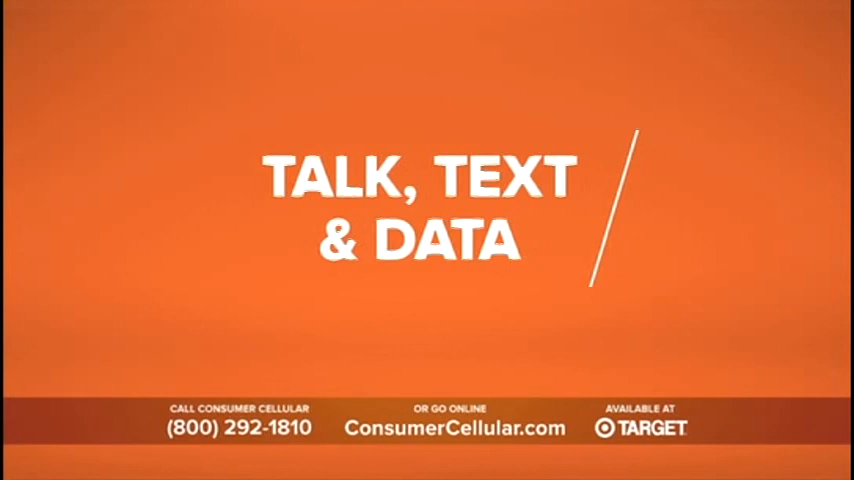 TALK, TEXT
& DATA
CALL CONSUMER CELLULAR
(800) 292-1810
OR GO ONLINE
ConsumerCellular.com
AVAILABLE AT
TARGET